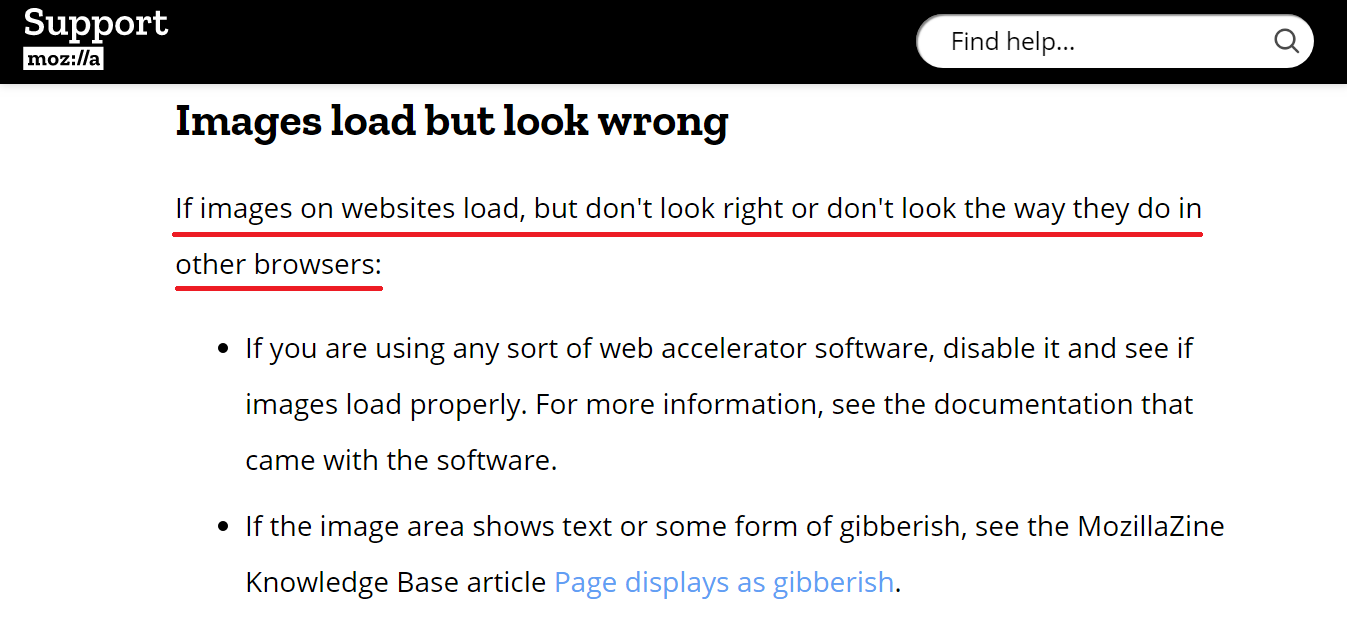 Support
moz://a
Find help...
Images load but look wrong
If images on websites load, but don't look right or don't look the way they do in
other browsers:
• If you are using any sort of web accelerator software, disable it and see if
images load properly. For more information, see the documentation that
came with the software.
• If the image area shows text or some form of gibberish, see the MozillaZine
Knowledge Base article Page displays as gibberish.